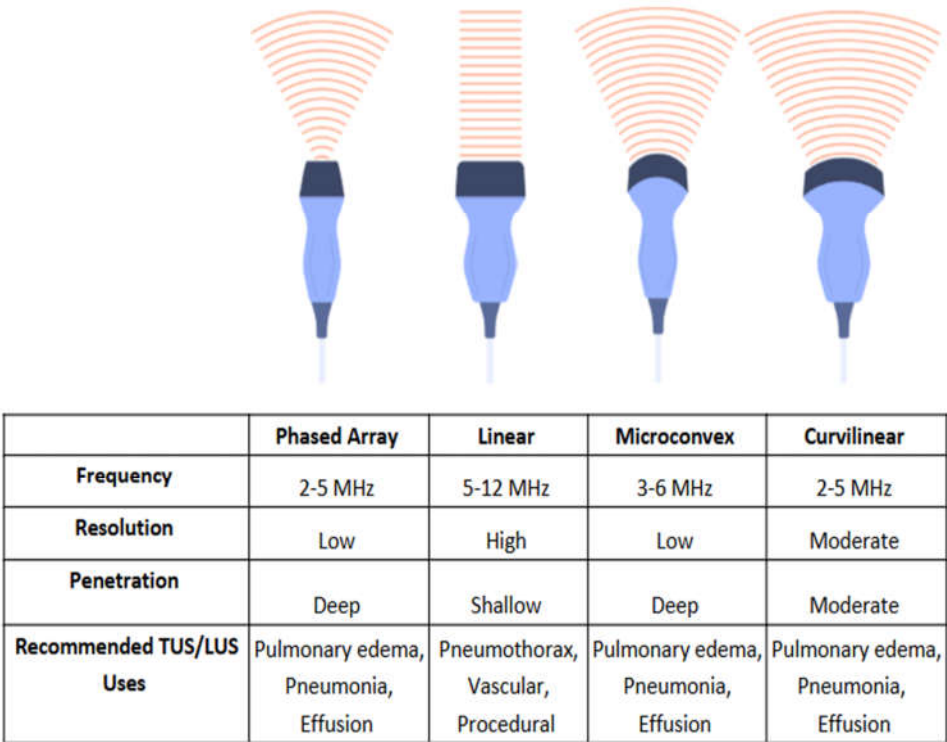 Phased Array Linear Microconvex Curvilinear
Frequency 2-5 MHz 5-12 MHz 3-6 MHz 2-5 MHz
Resolution Low High Low Moderate
Penetration Deep Shallow Deep Moderate
Recommended TUS/LUS Pulmonary edema, Pneumothorax, Pulmonary edema, Pulmonary edema,
Uses Pneumonia, Vascular, Pneumonia, Pneumonia,
Effusion Procedural Effusion Effusion